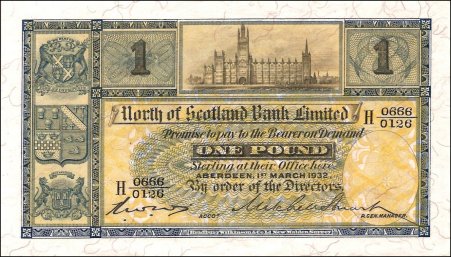 1 1
North of Scotland Bank Limited
Promise to pay to the Bearer on Demand
H 0666
0126
ONE POUND
Sterling at their Office here
ABERDEEN, 1ST MARCH 1932.
By order of the Directors.
H 0666
0126
ACCOT.
P. GEN. MANAGER.
Bradbury Wilkinson & Co Ld New Malden Surrey